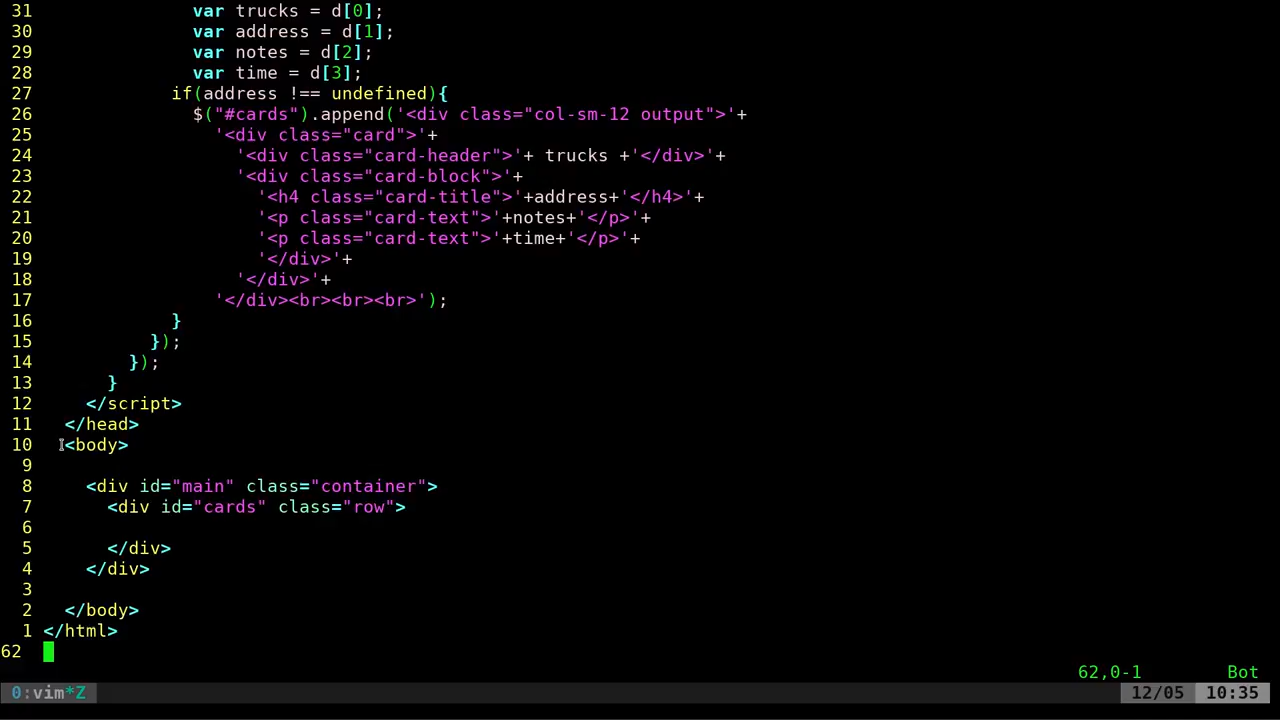 31               var trucks = d[0];
30               var address = d[1];
29               var notes = d[2];
28               var time = d[3];
27             if(address !== undefined){
26               $("#cards").append('<div class="col-sm-12 output">'+
25                 '<div class="card">'+
24                   '<div class="card-header">'+ trucks +'</div>'+
23                   '<div class="card-block">'+
22                     '<h4 class="card-title">'+address+'</h4>'+
21                     '<p class="card-text">'+notes+'</p>'+
20                     '<p class="card-text">'+time+'</p>'+
19                     '</div>'+
18                   '</div>'+
17                 '</div><br><br><br>');
16             }
15           });
14         });
13       }
12     </script>
11   </head>
10   <body>
9
8     <div id="main" class="container">
7       <div id="cards" class="row">
6
5       </div>
4     </div>
3
2   </body>
1 </html>
62
62,0-1 Bot
0:vim*Z 12/05 10:35